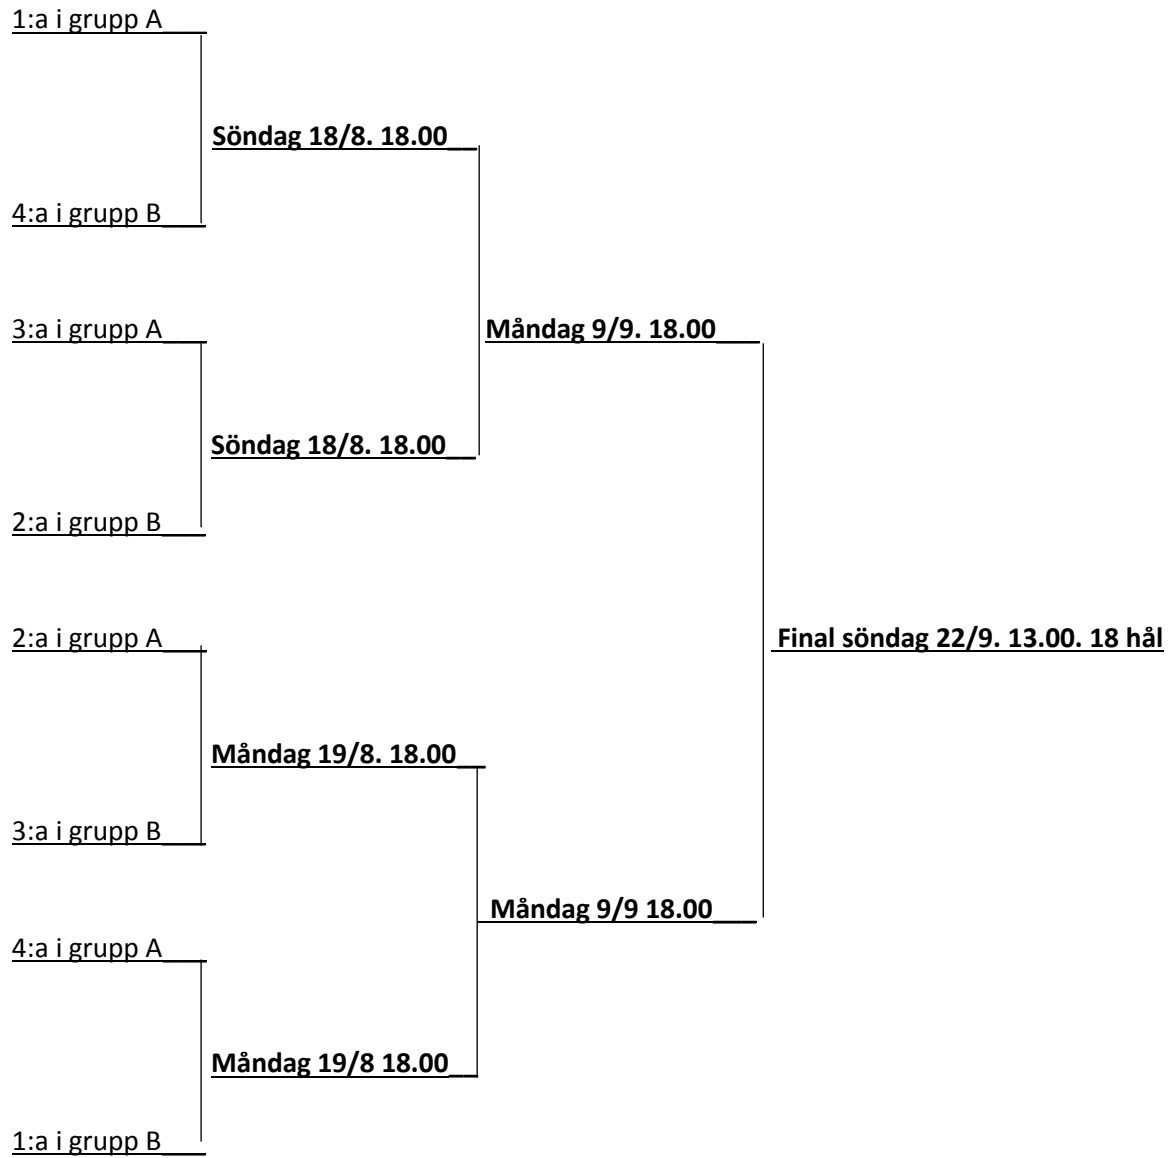 1:a i grupp A
Söndag 18/8. 18.00
4:a i grupp B
3:a i grupp A
Måndag 9/9. 18.00
Söndag 18/8. 18.00
2:a i grupp B
2:a i grupp A
Final söndag 22/9. 13.00. 18 hål
Måndag 19/8. 18.00
3:a i grupp B
Måndag 9/9 18.00
4:a i grupp A
Måndag 19/8 18.00
1:a i grupp B